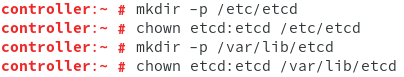 controller:~ # mkdir -p /etc/etcd
controller:~ # chown etcd:etcd /etc/etcd
controller:~ # mkdir -p /var/lib/etcd
controller:~ # chown etcd:etcd /var/lib/etcd